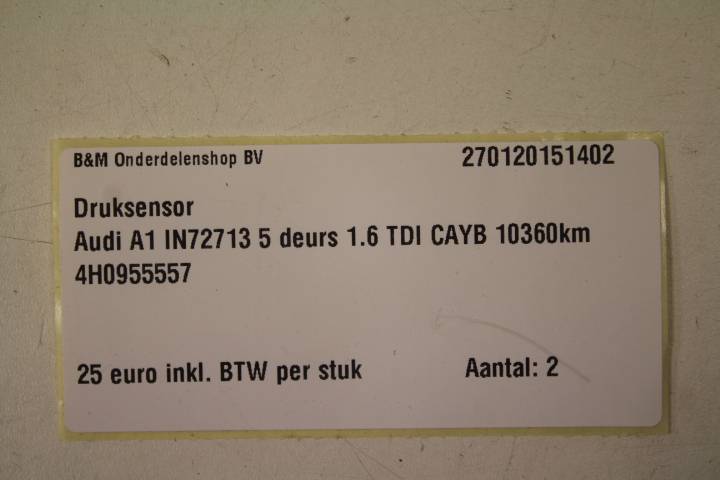 B&M Onderdelenshop BV 270120151402
Druksensor
Audi A1 IN72713 5 deurs 1.6 TDI CAYB 10360km
4H0955557
25 euro inkl. BTW per stuk Aantal: 2